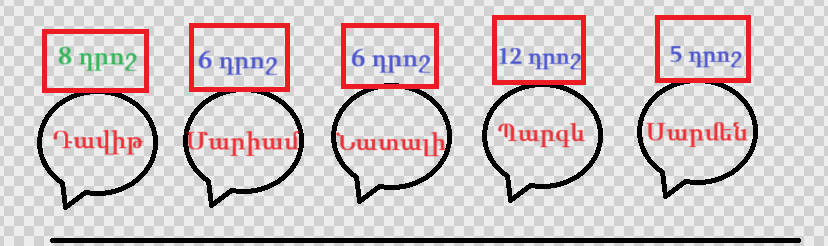 8 դրոշ
6 դրոշ
6 դրոշ
12 դրոշ
5 դրոշ
Դավիթ
Մարիամ
Նատալի
Պարգև
Սարմեն